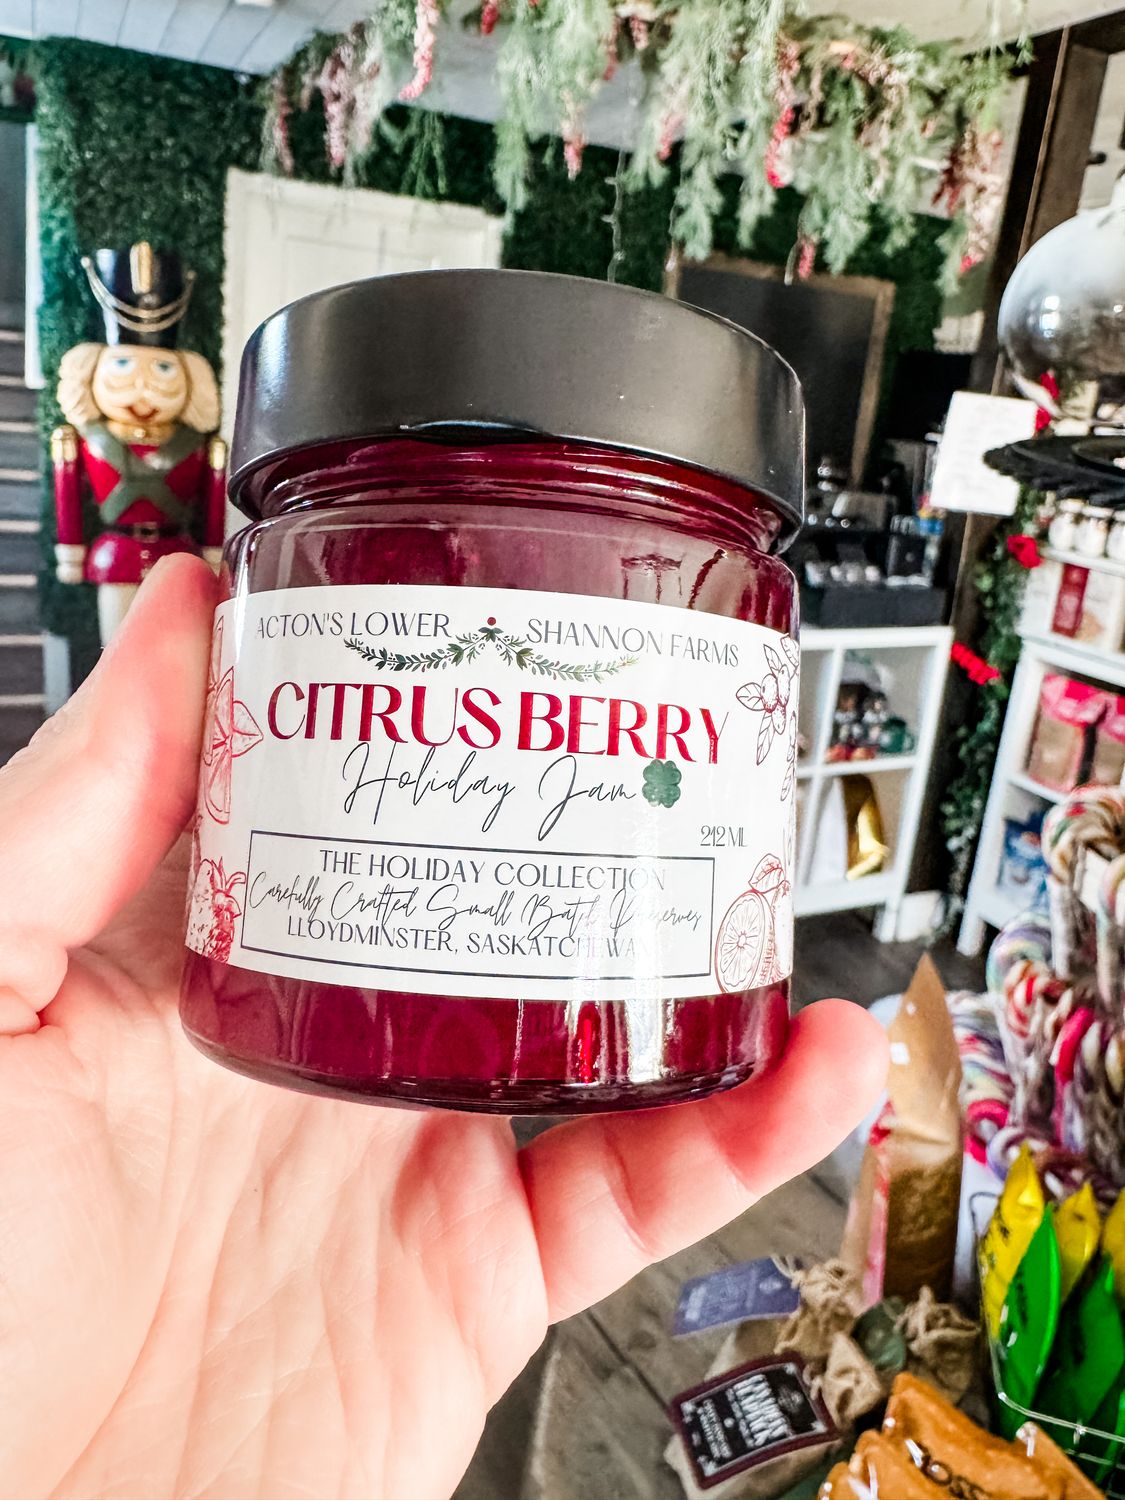 ACTON'S LOWER SHANNON FARMS
CITRUS BERRY
Holiday Jam
212 ML
THE HOLIDAY COLLECTION
Carefully Crafted Small Batch Preserves
LLOYDMINSTER, SASKATCHEWAN